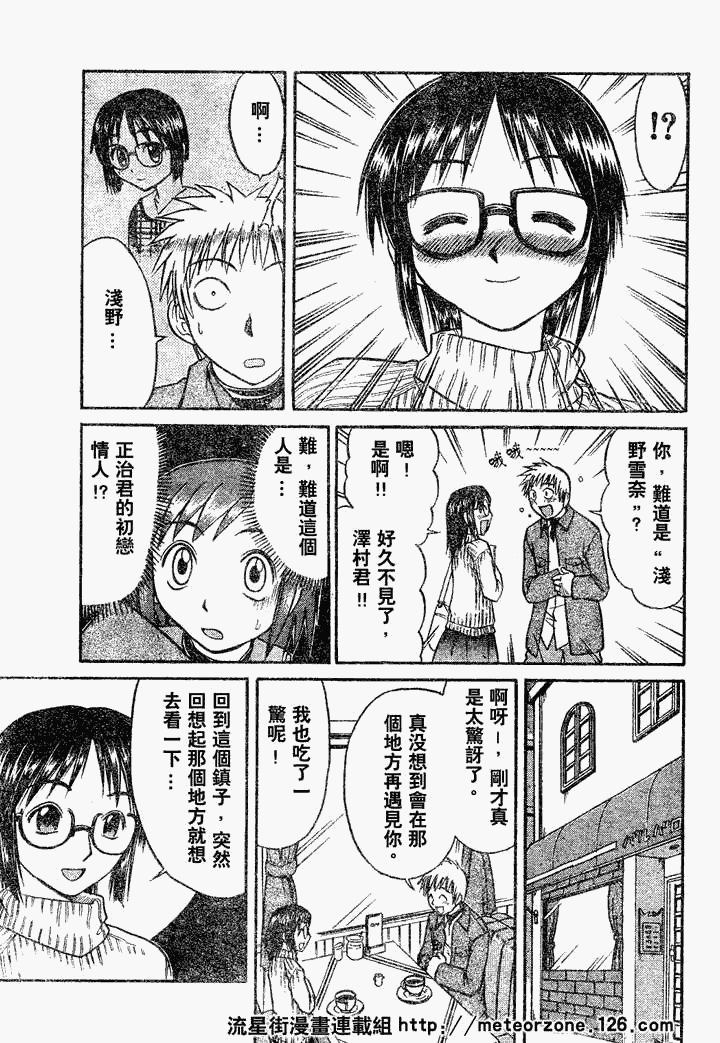 !?
啊…
淺野…
你，難道是“淺
野雪奈”？
哦哦~~~~~
嗯！
是啊!!
好久不見了，
澤村君!!
難，難道這個
人是…
正治君的初戀
情人!?
啊呀ー，剛才真
是太驚訝了。
真没想到會在那
個地方再遇見你。
我也吃了一
驚呢！
回到這個鎮子，突然
回想起那個地方就想
去看一下…
流星街漫畫連載組 http://meteorzone.126.com